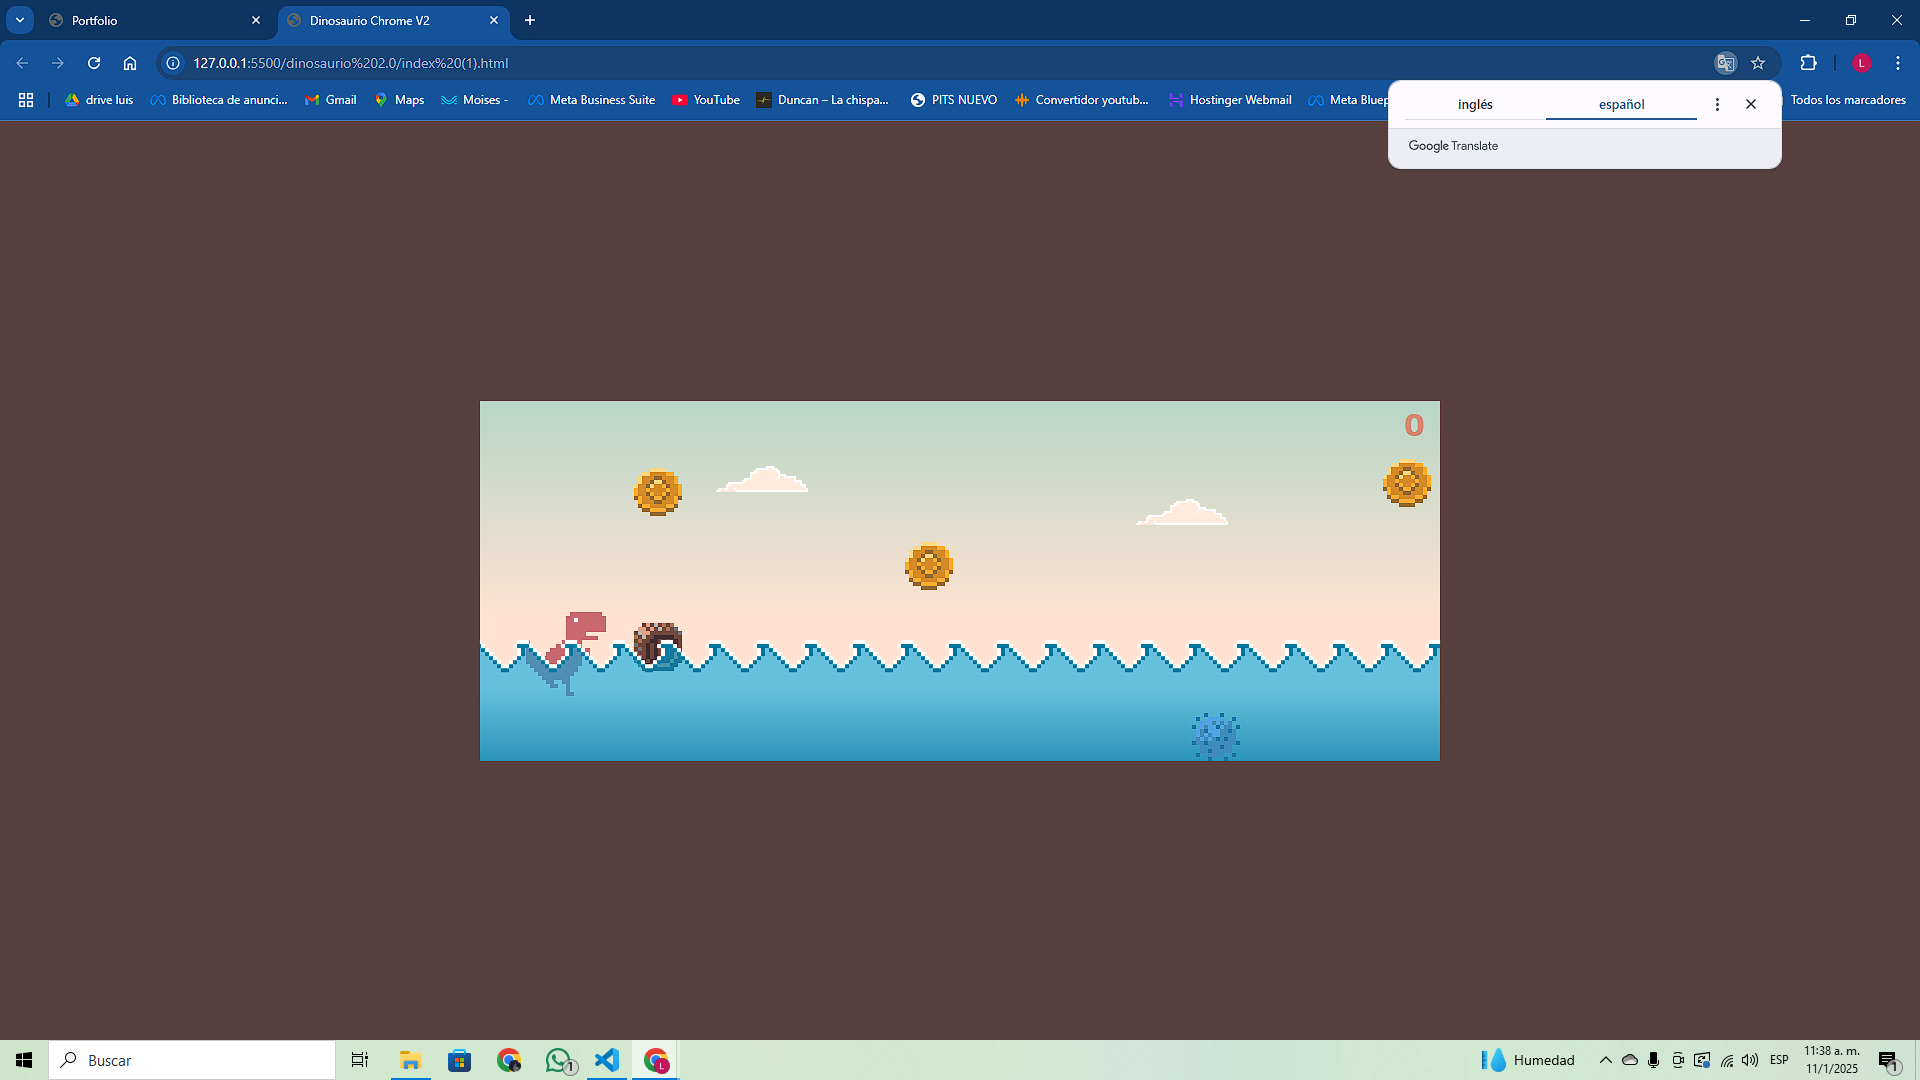 Portfolio
Dinosaurio Chrome V2
127.0.0.1:5500/dinosaurio%202.0/index%20(1).html
L
drive luis
Biblioteca de anunci...
Gmail
Maps
Moises -
Meta Business Suite
YouTube
Duncan – La chispa...
PITS NUEVO
Convertidor youtub...
Hostinger Webmail
Meta Bluep
Todos los marcadores
inglés
español
Google Translate
0
Buscar
1
L
Humedad
ESP
11:38 a. m.
11/1/2025
1